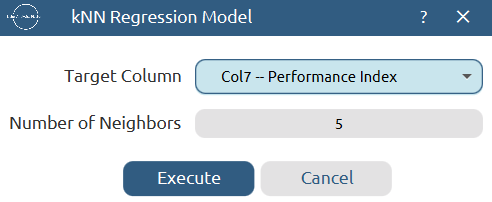 kNN Regression Model ?
Target Column Col7 -- Performance Index
Number of Neighbors 5
Execute Cancel